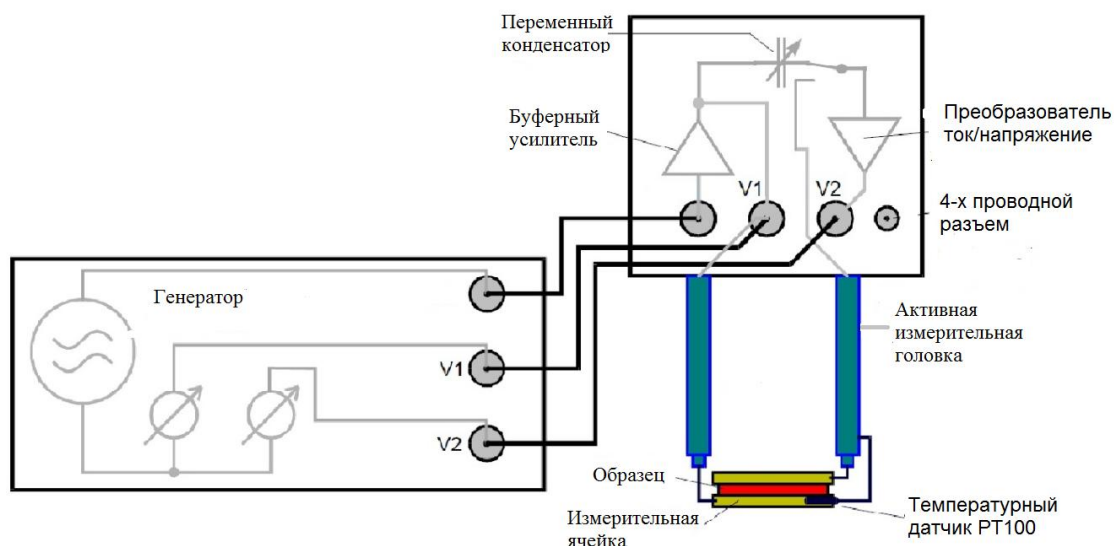 Переменный
конденсатор
Буферный
усилитель
Преобразователь
ток/напряжение
V1
V2
4-х проводной
разъем
Генератор
V1
V2
Активная
измерительная
головка
Образец
Измерительная
ячейка
Температурный
датчик PT100